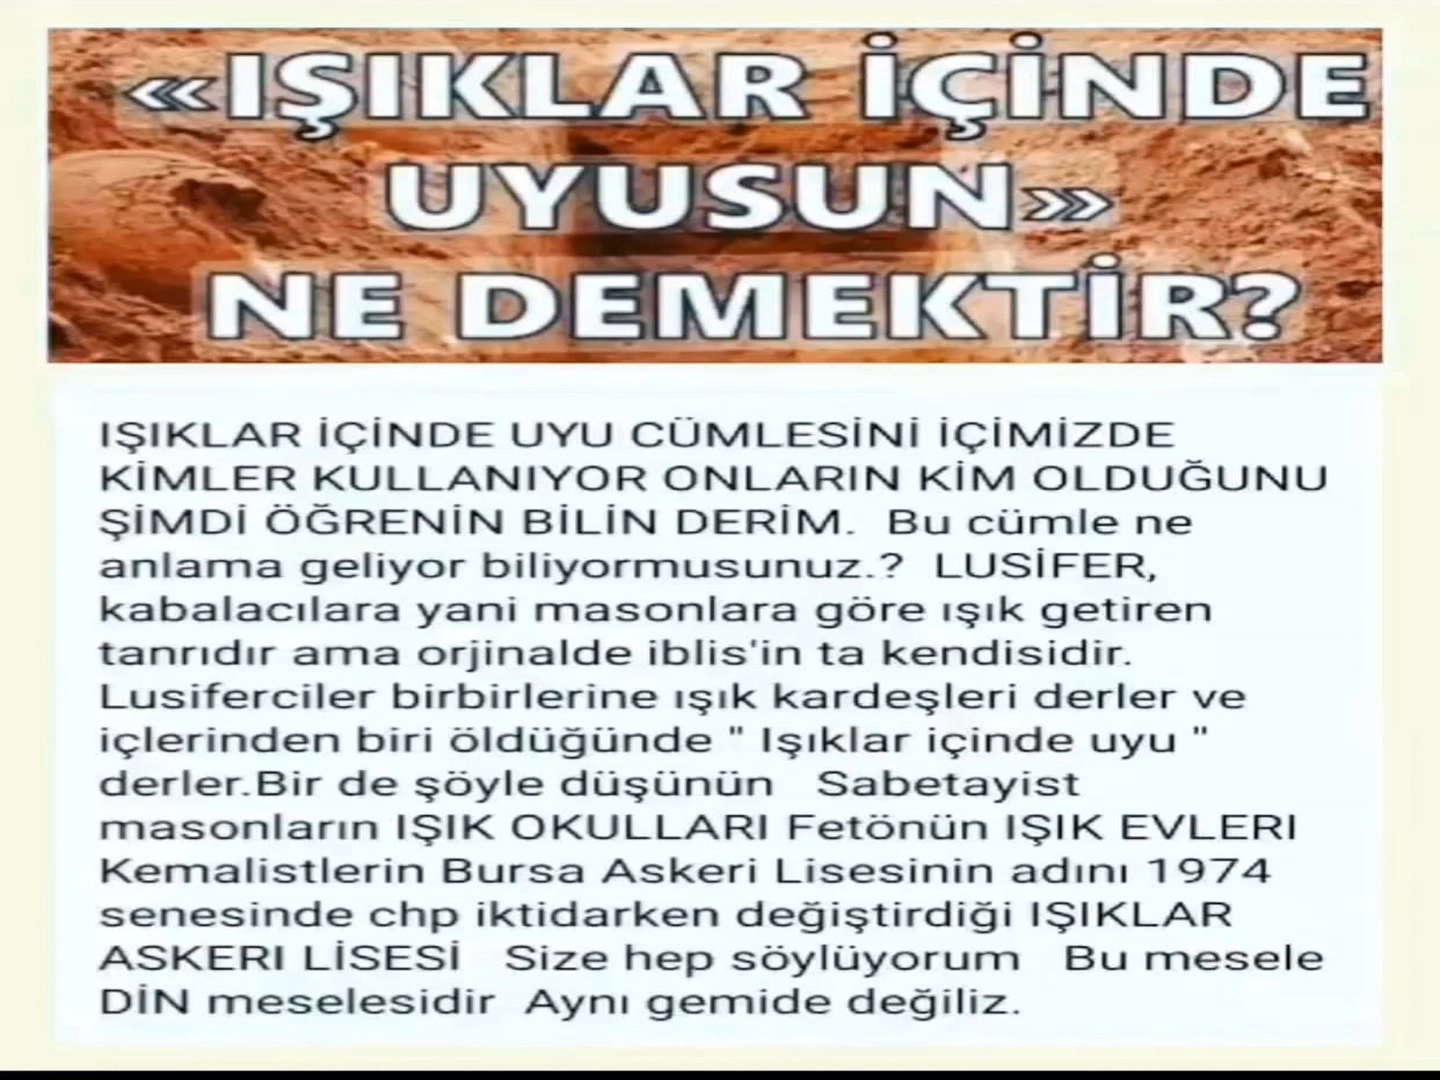 «IŞIKLAR İÇİNDE
UYUSUN»
NE DEMEKTİR?
IŞIKLAR İÇİNDE UYU CÜMLESİNİ İÇİMİZDE
KİMLER KULLANIYOR ONLARIN KİM OLDUĞUNU
ŞİMDİ ÖĞRENİN BİLİN DERİM.  Bu cümle ne
anlama geliyor biliyormusunuz.?  LUSİFER,
kabalacılara yani masonlara göre ışık getiren
tanrıdır ama orjinalde iblis'in ta kendisidir.
Lusiferciler birbirlerine ışık kardeşleri derler ve
içlerinden biri öldüğünde " Işıklar içinde uyu "
derler.Bir de şöyle düşünün   Sabetayist
masonların IŞIK OKULLARI Fetönün IŞIK EVLERI
Kemalistlerin Bursa Askeri Lisesinin adını 1974
senesinde chp iktidarken değiştirdiği IŞIKLAR
ASKERI LİSESİ   Size hep söylüyorum   Bu mesele
DİN meselesidir  Aynı gemide değiliz.